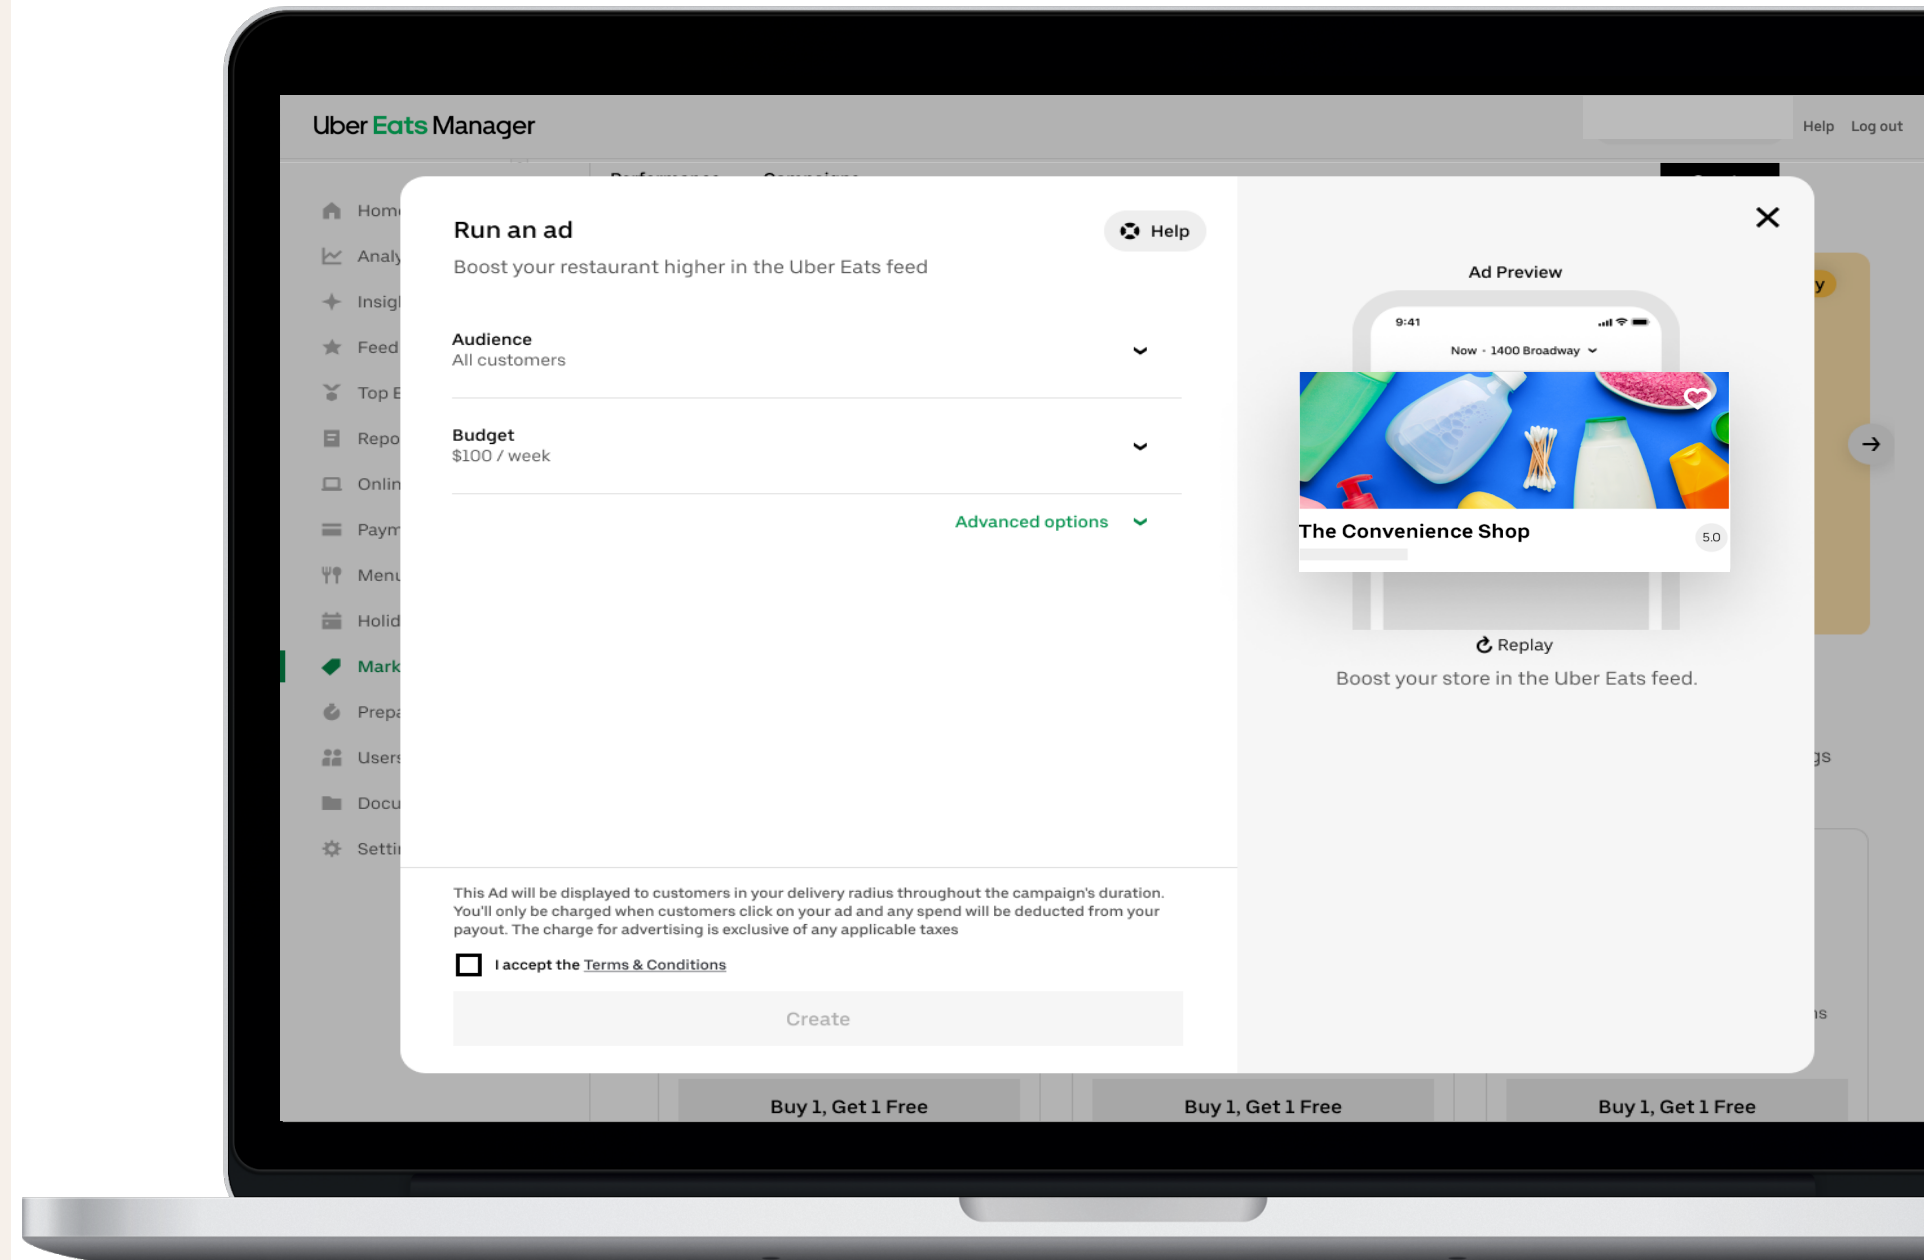 Uber Eats Manager
Help Log out
Run an ad
Help
Boost your restaurant higher in the Uber Eats feed
Audience
All customers
Budget
$100 / week
Advanced options
This Ad will be displayed to customers in your delivery radius throughout the campaign's duration.
You'll only be charged when customers click on your ad and any spend will be deducted from your
payout. The charge for advertising is exclusive of any applicable taxes
I accept the Terms & Conditions
Create
Ad Preview
9:41
Now · 1400 Broadway
The Convenience Shop
5.0
Replay
Boost your store in the Uber Eats feed.
Buy 1, Get 1 Free
Buy 1, Get 1 Free
Buy 1, Get 1 Free